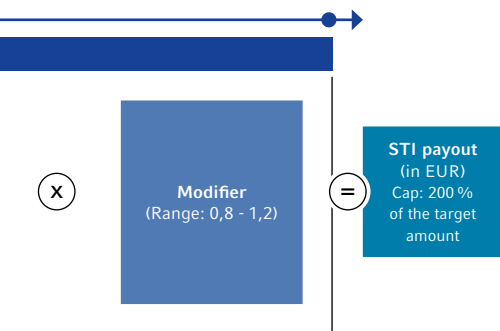 x
Modifier
(Range: 0,8 - 1,2)
=
STI payout
(in EUR)
Cap: 200 %
of the target
amount